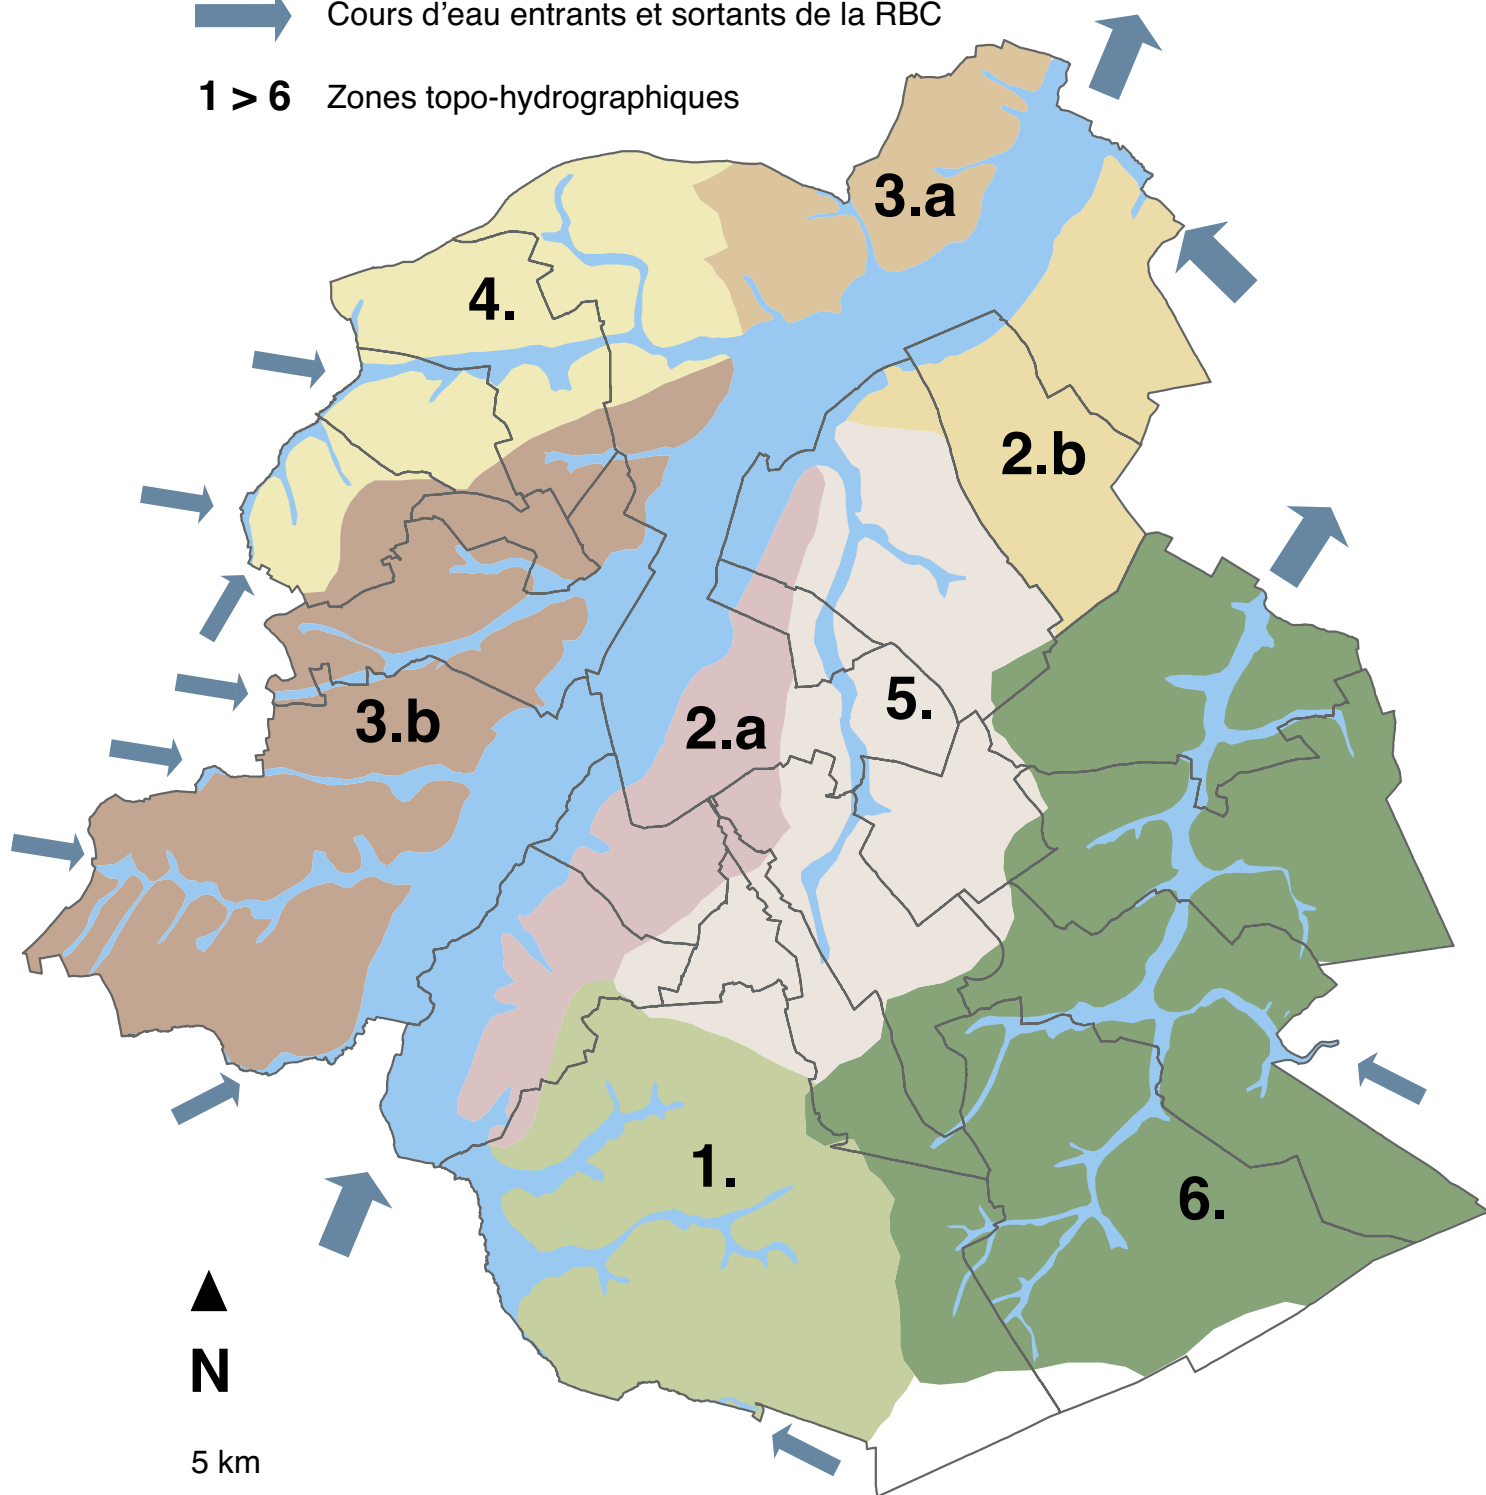 Cours d'eau entrants et sortants de la RBC
1 > 6 Zones topo-hydrographiques
3.a
4.
2.b
5.
3.b
2.a
1.
6.
N
5 km